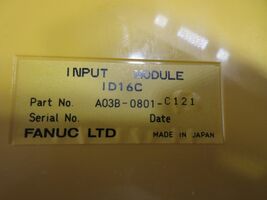 INPUT MODULE
ID16C
Part No. A03B-0801-C121
Serial No. Date
FANUC LTD MADE IN JAPAN